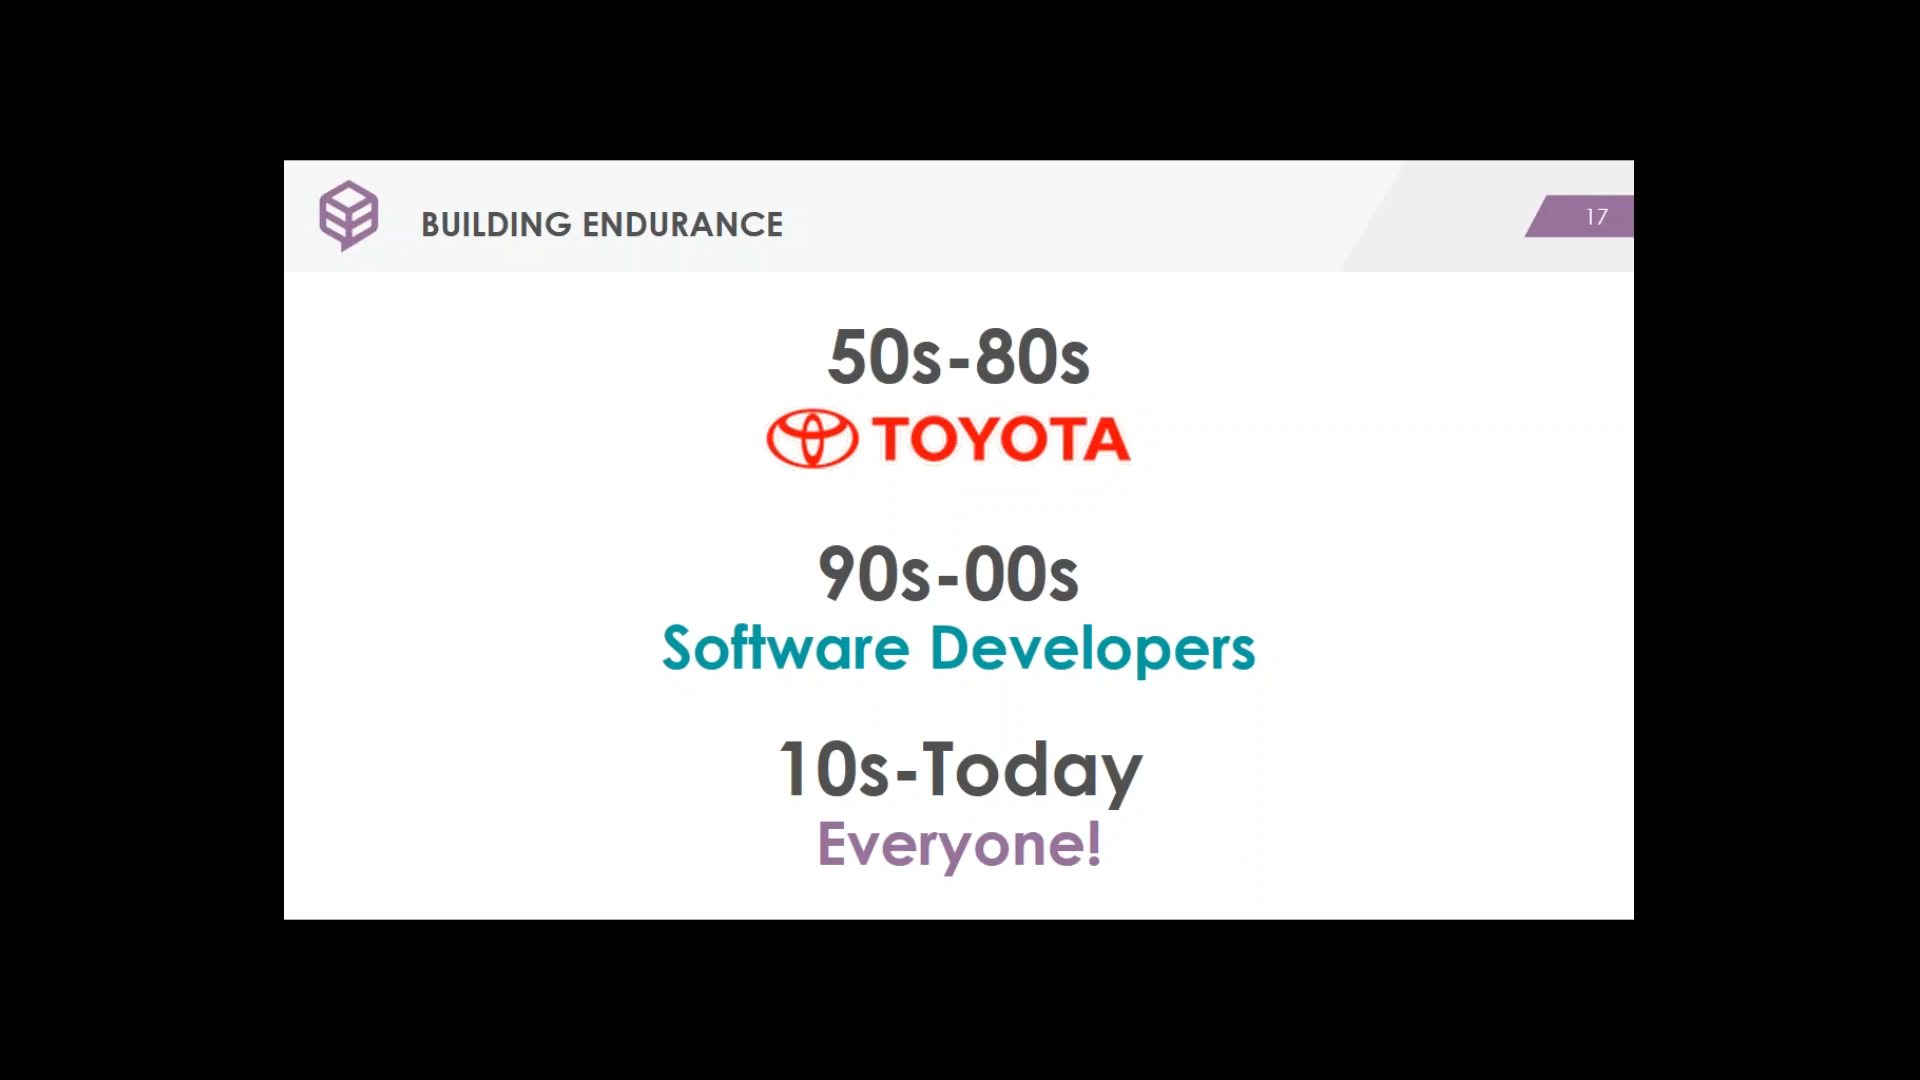 BUILDING ENDURANCE
17
50s-80s
TOYOTA
90s-00s
Software Developers
10s-Today
Everyone!